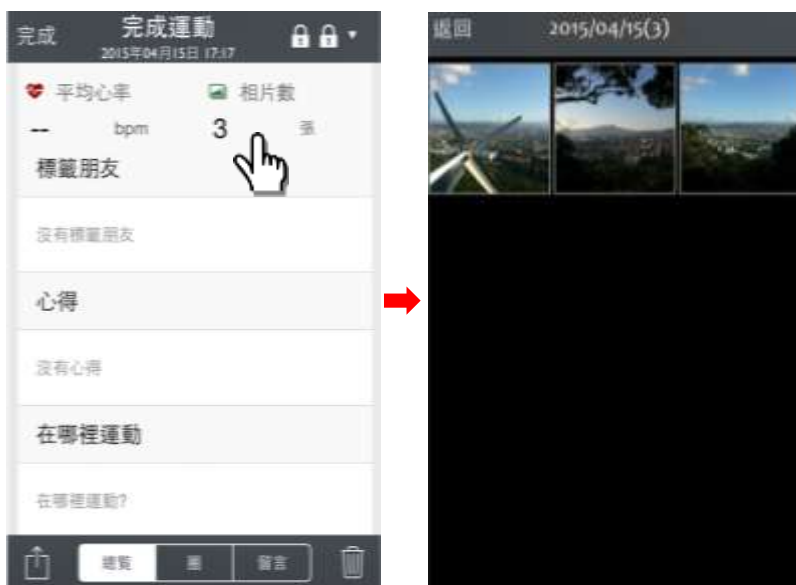 完成 完成運動
2015年04月15日 17:17
平均心率 相片數
-- bpm 3 張
標籤朋友
沒有標籤朋友
心得
沒有心得
在哪裡運動
在哪裡運動?
總覧 圖 留言
返回 2015/04/15(3)